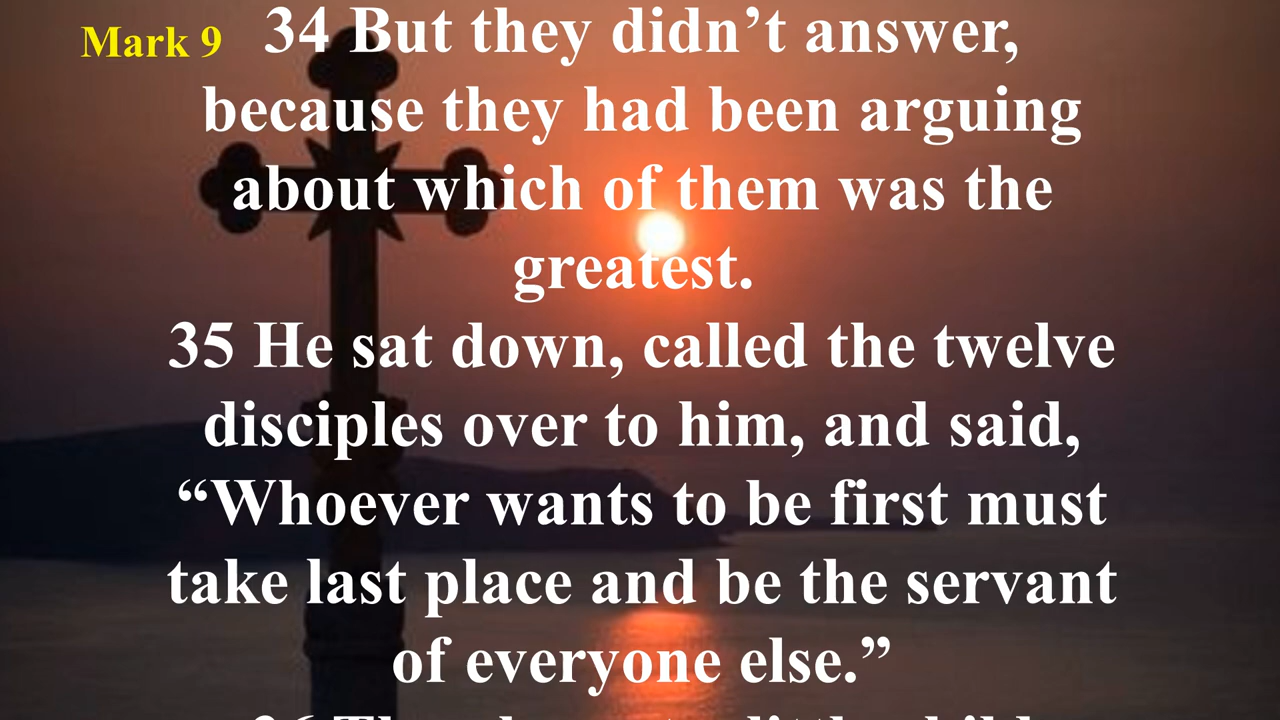 Mark 9
34 But they didn’t answer,
because they had been arguing
about which of them was the
greatest.
35 He sat down, called the twelve
disciples over to him, and said,
“Whoever wants to be first must
take last place and be the servant
of everyone else.”